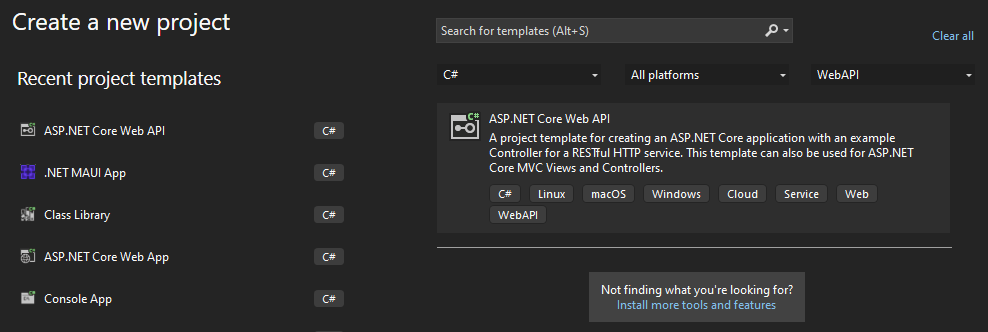 Create a new project
Recent project templates
ASP.NET Core Web API
C#
.NET MAUI App
C#
Class Library
C#
ASP.NET Core Web App
C#
Console App
C#
Search for templates (Alt+S)
Clear all
C#
All platforms
WebAPI
C#
ASP.NET Core Web API
A project template for creating an ASP.NET Core application with an example
Controller for a RESTful HTTP service. This template can also be used for ASP.NET
Core MVC Views and Controllers.
C# Linux macOS Windows Cloud Service Web
WebAPI
Not finding what you're looking for?
Install more tools and features